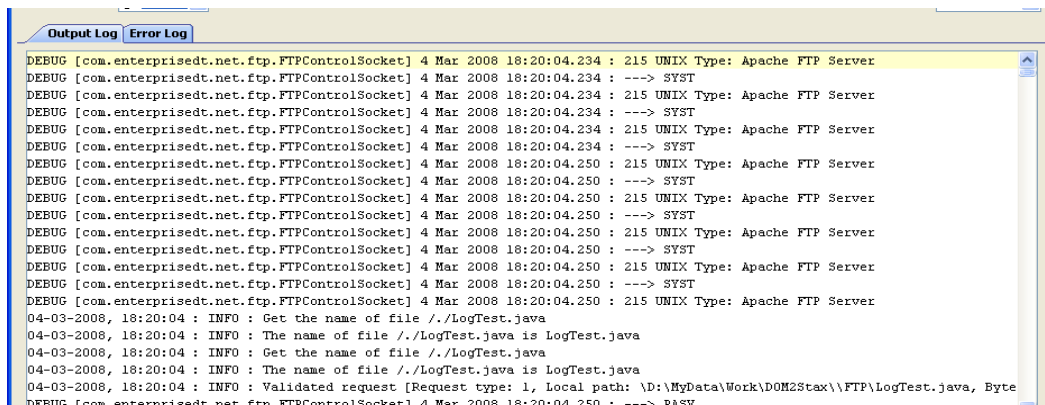 Output Log Error Log
DEBUG [com.enterprisedt.net.ftp.FTPControlSocket] 4 Mar 2008 18:20:04.234 : 215 UNIX Type: Apache FTP Server
DEBUG [com.enterprisedt.net.ftp.FTPControlSocket] 4 Mar 2008 18:20:04.234 : ---> SYST
DEBUG [com.enterprisedt.net.ftp.FTPControlSocket] 4 Mar 2008 18:20:04.234 : 215 UNIX Type: Apache FTP Server
DEBUG [com.enterprisedt.net.ftp.FTPControlSocket] 4 Mar 2008 18:20:04.234 : ---> SYST
DEBUG [com.enterprisedt.net.ftp.FTPControlSocket] 4 Mar 2008 18:20:04.234 : 215 UNIX Type: Apache FTP Server
DEBUG [com.enterprisedt.net.ftp.FTPControlSocket] 4 Mar 2008 18:20:04.234 : ---> SYST
DEBUG [com.enterprisedt.net.ftp.FTPControlSocket] 4 Mar 2008 18:20:04.250 : 215 UNIX Type: Apache FTP Server
DEBUG [com.enterprisedt.net.ftp.FTPControlSocket] 4 Mar 2008 18:20:04.250 : ---> SYST
DEBUG [com.enterprisedt.net.ftp.FTPControlSocket] 4 Mar 2008 18:20:04.250 : 215 UNIX Type: Apache FTP Server
DEBUG [com.enterprisedt.net.ftp.FTPControlSocket] 4 Mar 2008 18:20:04.250 : ---> SYST
DEBUG [com.enterprisedt.net.ftp.FTPControlSocket] 4 Mar 2008 18:20:04.250 : 215 UNIX Type: Apache FTP Server
DEBUG [com.enterprisedt.net.ftp.FTPControlSocket] 4 Mar 2008 18:20:04.250 : ---> SYST
DEBUG [com.enterprisedt.net.ftp.FTPControlSocket] 4 Mar 2008 18:20:04.250 : 215 UNIX Type: Apache FTP Server
DEBUG [com.enterprisedt.net.ftp.FTPControlSocket] 4 Mar 2008 18:20:04.250 : ---> SYST
DEBUG [com.enterprisedt.net.ftp.FTPControlSocket] 4 Mar 2008 18:20:04.250 : 215 UNIX Type: Apache FTP Server
04-03-2008, 18:20:04 : INFO : Get the name of file /./LogTest.java
04-03-2008, 18:20:04 : INFO : The name of file /./LogTest.java is LogTest.java
04-03-2008, 18:20:04 : INFO : Get the name of file /./LogTest.java
04-03-2008, 18:20:04 : INFO : The name of file /./LogTest.java is LogTest.java
04-03-2008, 18:20:04 : INFO : Validated request [Request type: 1, Local path: \D:\MyData\Work\DOM2Stax\\FTP\LogTest.java, Byte
DEBUG [com.enterprisedt.net.ftp.FTPControlSocket] 4 Mar 2008 18:20:04.250 : ---> PASV